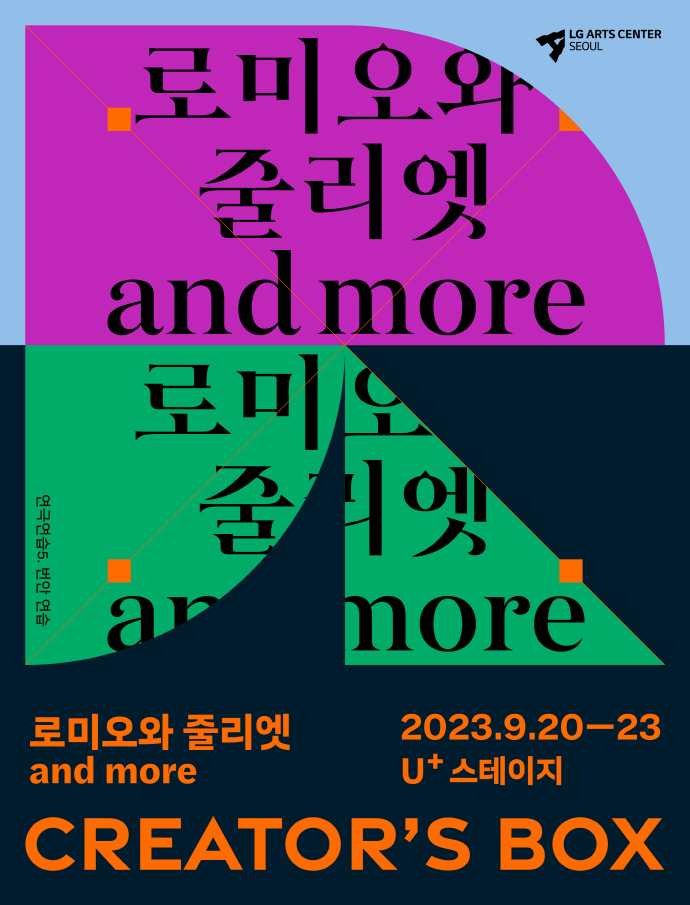 LG ARTS CENTER
SEOUL
로미오와
줄리엣
and more
로미오
줄리엣
an more
연극연습5. 번안 연습
로미오와 줄리엣
and more
2023.9.20—23
U+ 스테이지
CREATOR'S BOX